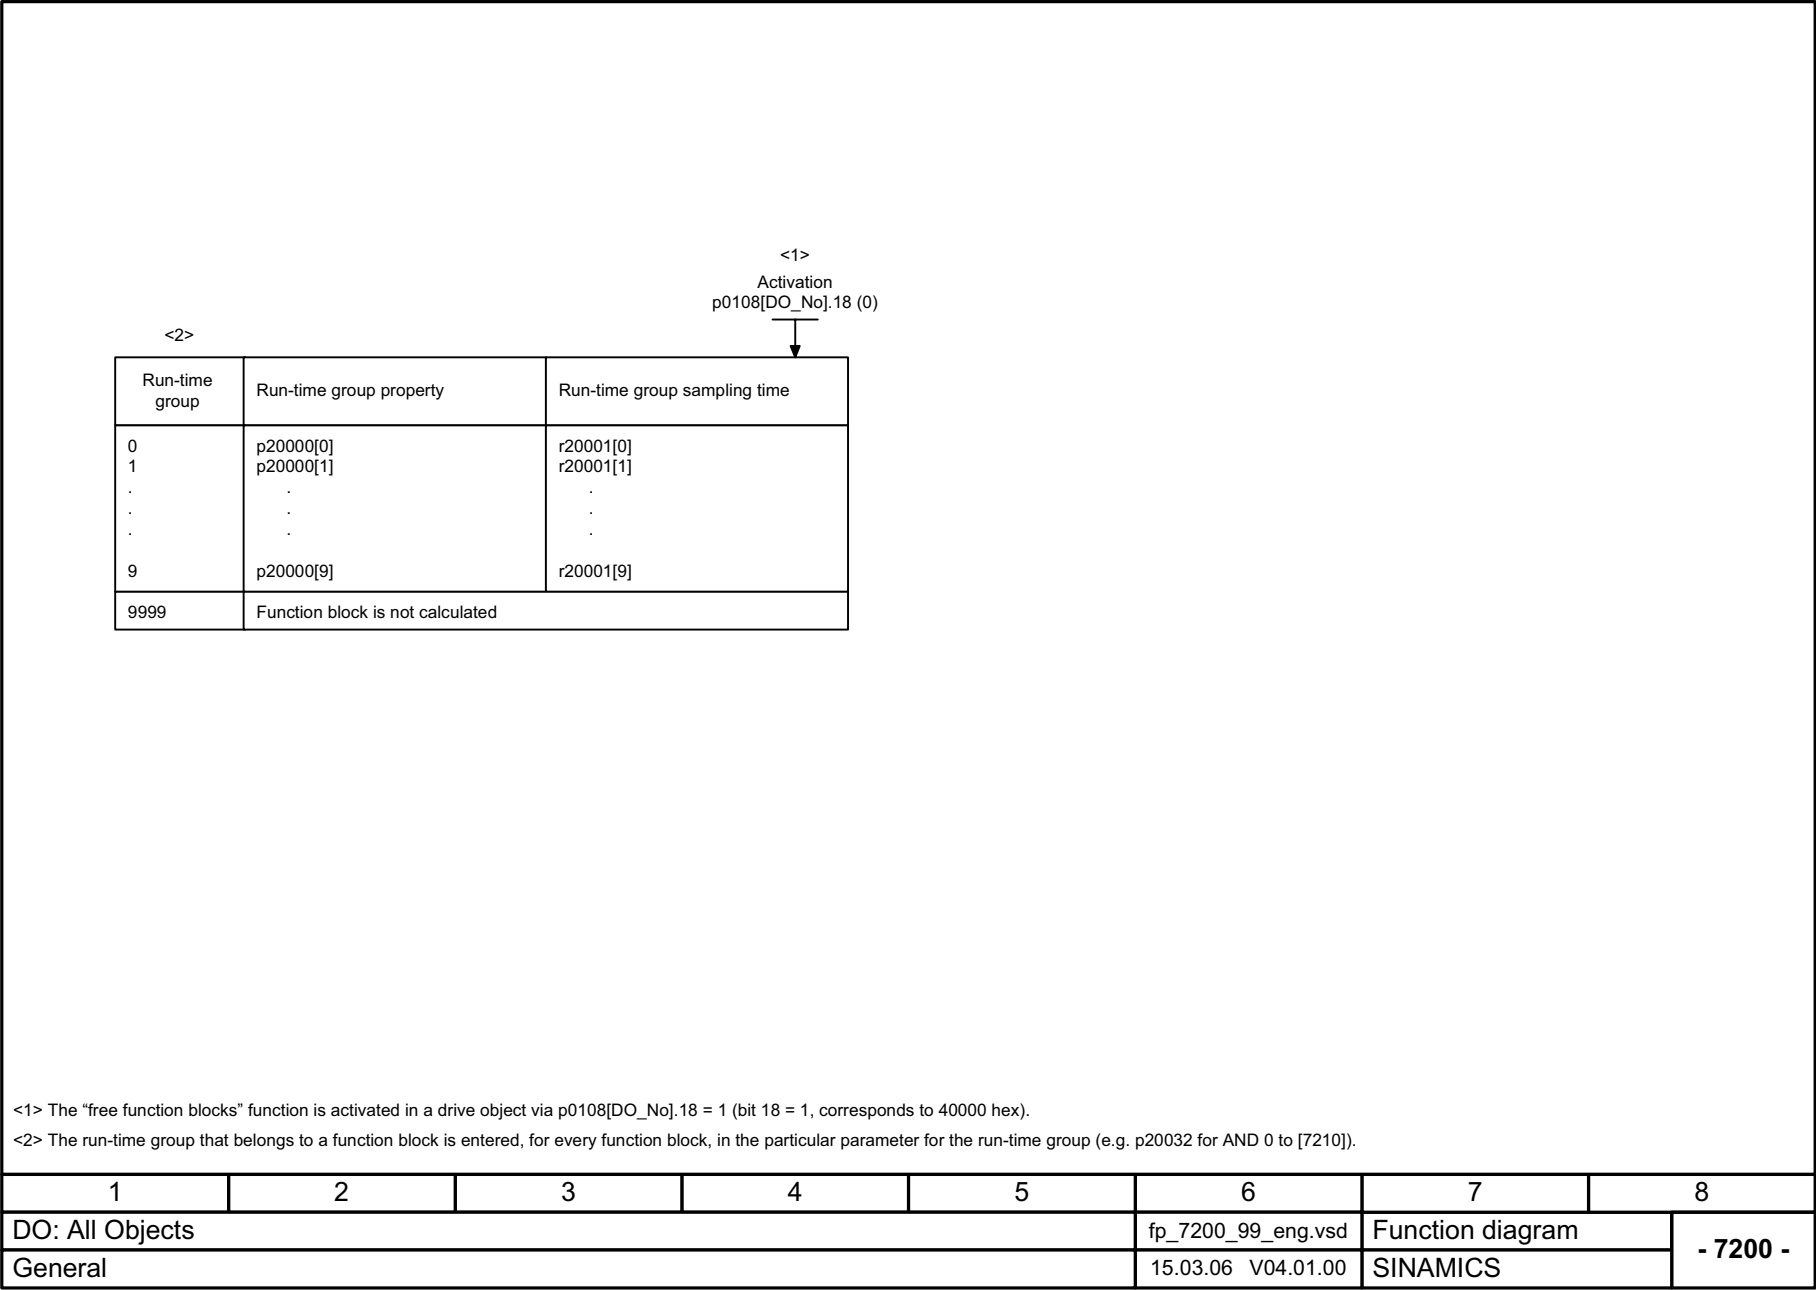 <1>
Activation
p0108[DO_No].18 (0)
<2>
Run-time
group
Run-time group property
Run-time group sampling time
0 p20000[0] r20001[0]
1 p20000[1] r20001[1]
. . .
. . .
. . .
9 p20000[9] r20001[9]
9999 Function block is not calculated
<1> The “free function blocks” function is activated in a drive object via p0108[DO_No].18 = 1 (bit 18 = 1, corresponds to 40000 hex).
<2> The run-time group that belongs to a function block is entered, for every function block, in the particular parameter for the run-time group (e.g. p20032 for AND 0 to [7210]).
1 2 3 4 5 6 7 8
DO: All Objects fp_7200_99_eng.vsd Function diagram
- 7200 -
General 15.03.06 V04.01.00 SINAMICS